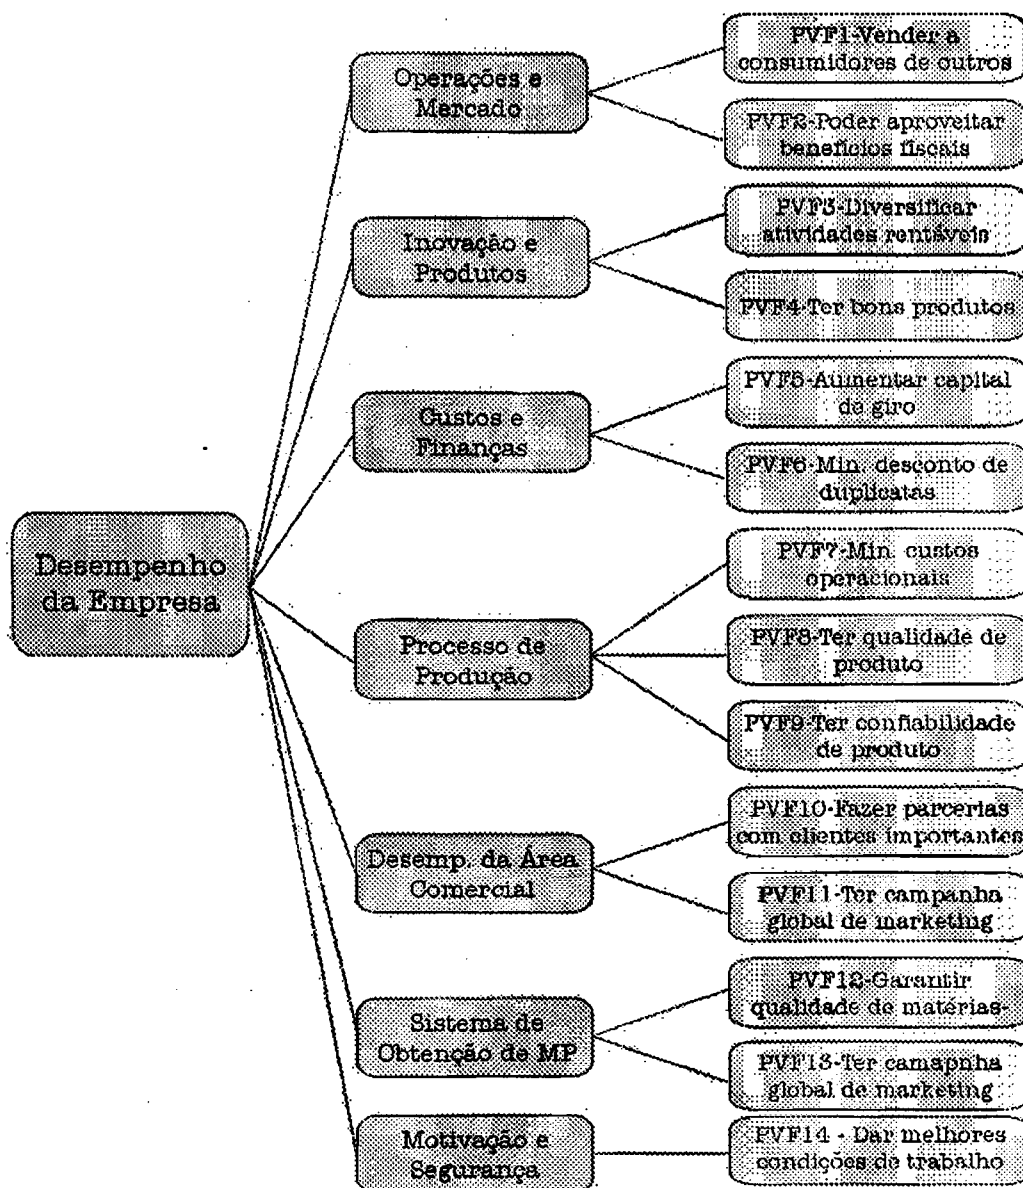 Desempenho
da Empresa
Operações e
Mercado
PVF1-Vender a
consumidores de outros
PVF2-Poder aproveitar
benefícios fiscais
Inovação e
Produtos
PVF3-Diversificar
atividades rentáveis
PVF4-Ter bons produtos
Custos e
Finanças
PVF5-Aumentar capital
de giro
PVF6-Min. desconto de
duplicatas
Processo de
Produção
PVF7-Min. custos
operacionais
PVF8-Ter qualidade de
produto
PVF9-Ter confiabilidade
de produto
Desemp. da Área
Comercial
PVF10-Fazer parcerias
com clientes importantes
PVF11-Ter campanha
global de marketing
Sistema de
Obtenção de MP
PVF12-Garantir
qualidade de matérias-
PVF13-Ter camapnha
global de marketing
Motivação e
Segurança
PVF14 - Dar melhores
condições de trabalho